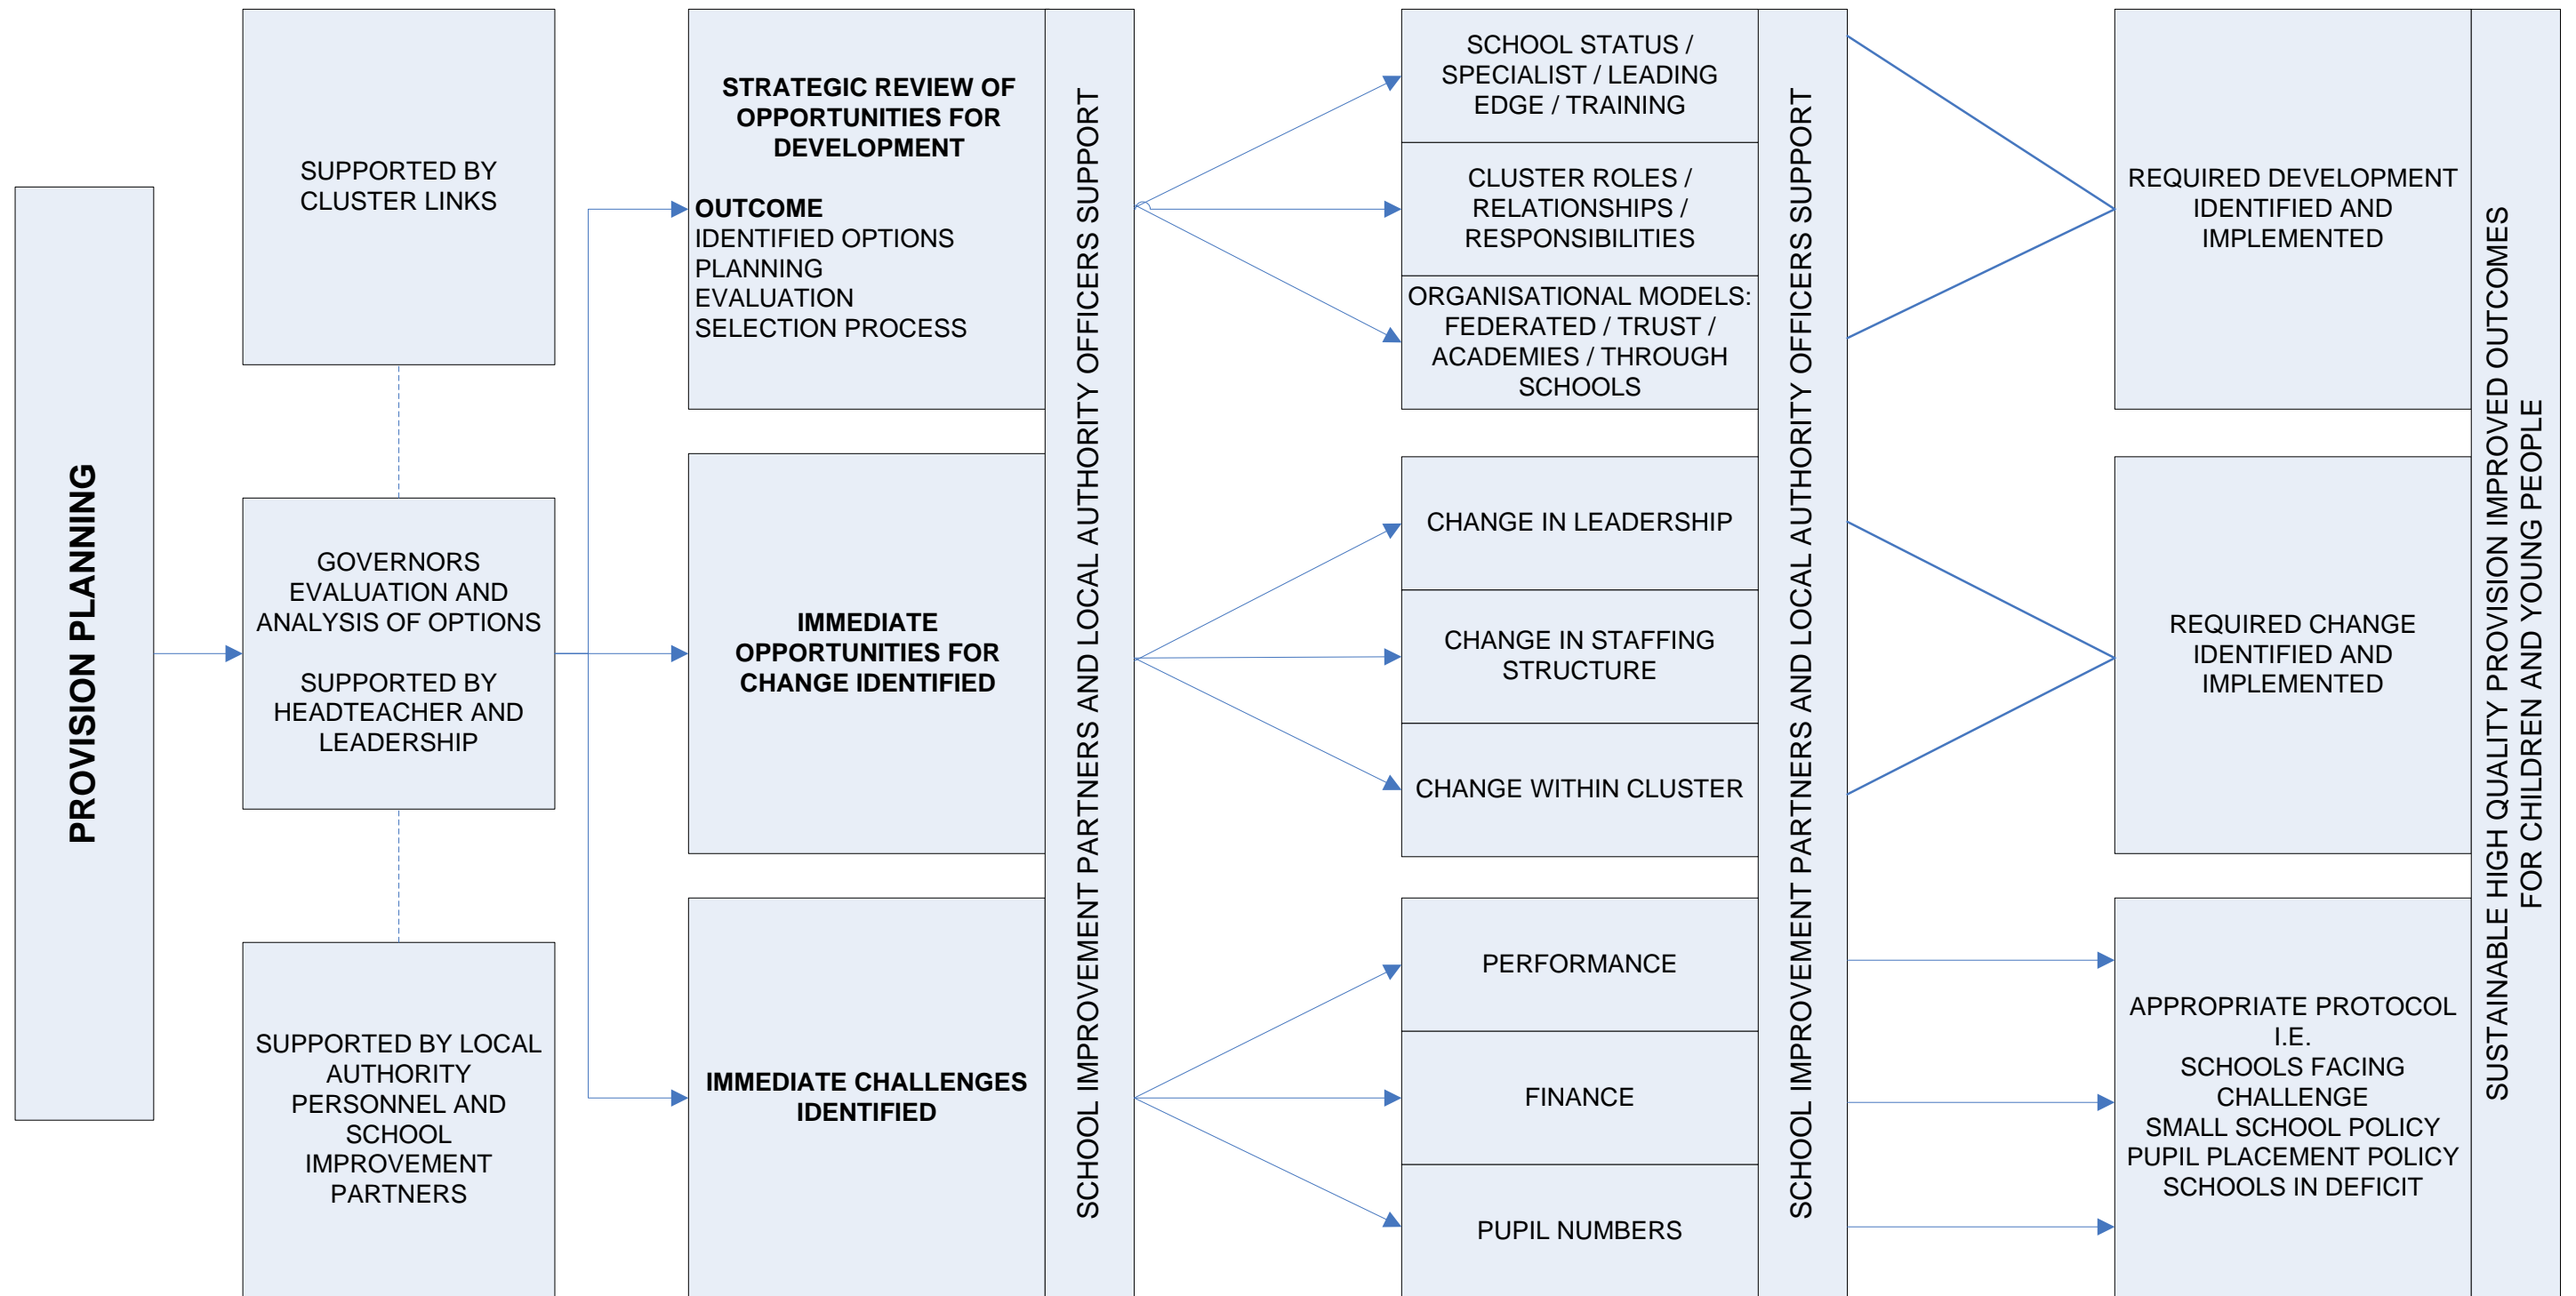 PROVISION PLANNING
SUPPORTED BY
CLUSTER LINKS
GOVERNORS
EVALUATION AND
ANALYSIS OF OPTIONS
SUPPORTED BY
HEADTEACHER AND
LEADERSHIP
SUPPORTED BY LOCAL
AUTHORITY
PERSONNEL AND
SCHOOL
IMPROVEMENT
PARTNERS
STRATEGIC REVIEW OF
OPPORTUNITIES FOR
DEVELOPMENT
OUTCOME
IDENTIFIED OPTIONS
PLANNING
EVALUATION
SELECTION PROCESS
IMMEDIATE
OPPORTUNITIES FOR
CHANGE IDENTIFIED
IMMEDIATE CHALLENGES
IDENTIFIED
SCHOOL IMPROVEMENT PARTNERS AND LOCAL AUTHORITY OFFICERS SUPPORT
SCHOOL STATUS /
SPECIALIST / LEADING
EDGE / TRAINING
CLUSTER ROLES /
RELATIONSHIPS /
RESPONSIBILITIES
ORGANISATIONAL MODELS:
FEDERATED / TRUST /
ACADEMIES / THROUGH
SCHOOLS
CHANGE IN LEADERSHIP
CHANGE IN STAFFING
STRUCTURE
CHANGE WITHIN CLUSTER
PERFORMANCE
FINANCE
PUPIL NUMBERS
SCHOOL IMPROVEMENT PARTNERS AND LOCAL AUTHORITY OFFICERS SUPPORT
REQUIRED DEVELOPMENT
IDENTIFIED AND
IMPLEMENTED
REQUIRED CHANGE
IDENTIFIED AND
IMPLEMENTED
APPROPRIATE PROTOCOL
I.E.
SCHOOLS FACING
CHALLENGE
SMALL SCHOOL POLICY
PUPIL PLACEMENT POLICY
SCHOOLS IN DEFICIT
SUSTAINABLE HIGH QUALITY PROVISION IMPROVED OUTCOMES
FOR CHILDREN AND YOUNG PEOPLE